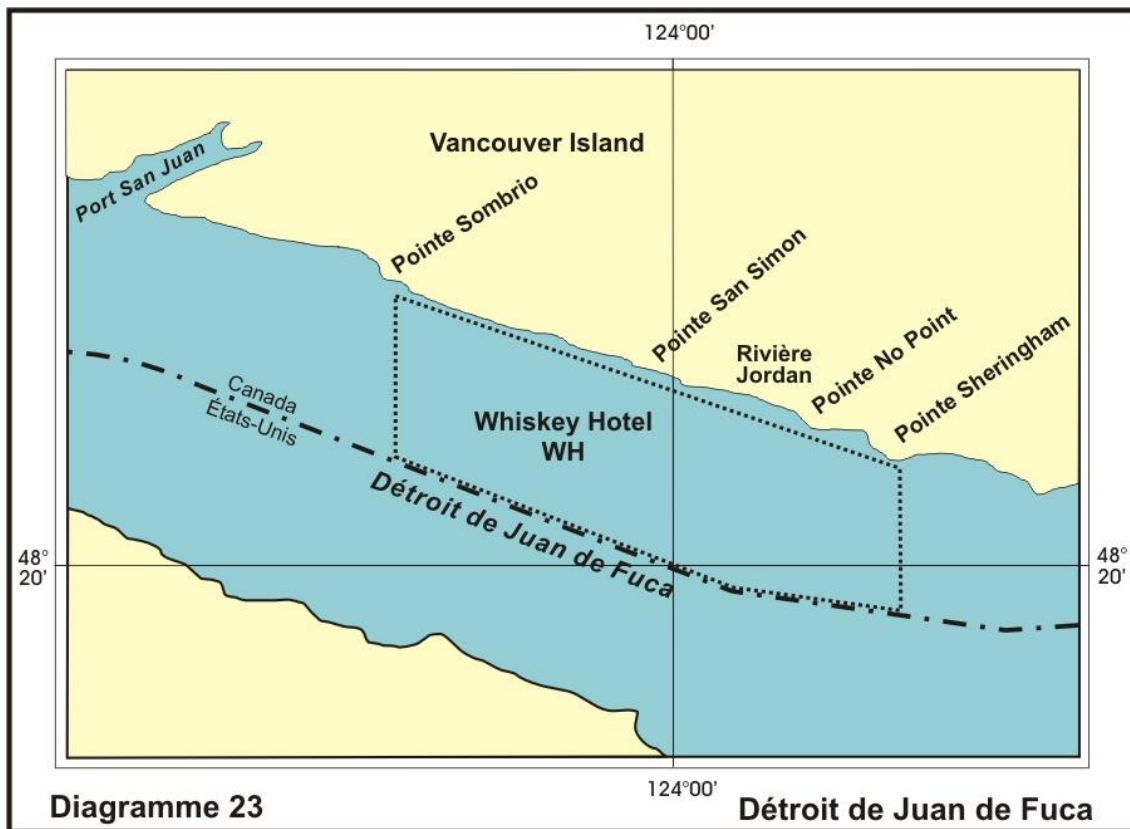 124°00’
Vancouver Island
Port San Juan
Pointe Sombrio
Pointe San Simon
Rivière
Jordan
Pointe No Point
Pointe Sheringham
Canada
États-Unis
Whiskey Hotel
WH
Détroit de Juan de Fuca
48°
20’
48°
20’
124°00’
Diagramme 23
Détroit de Juan de Fuca